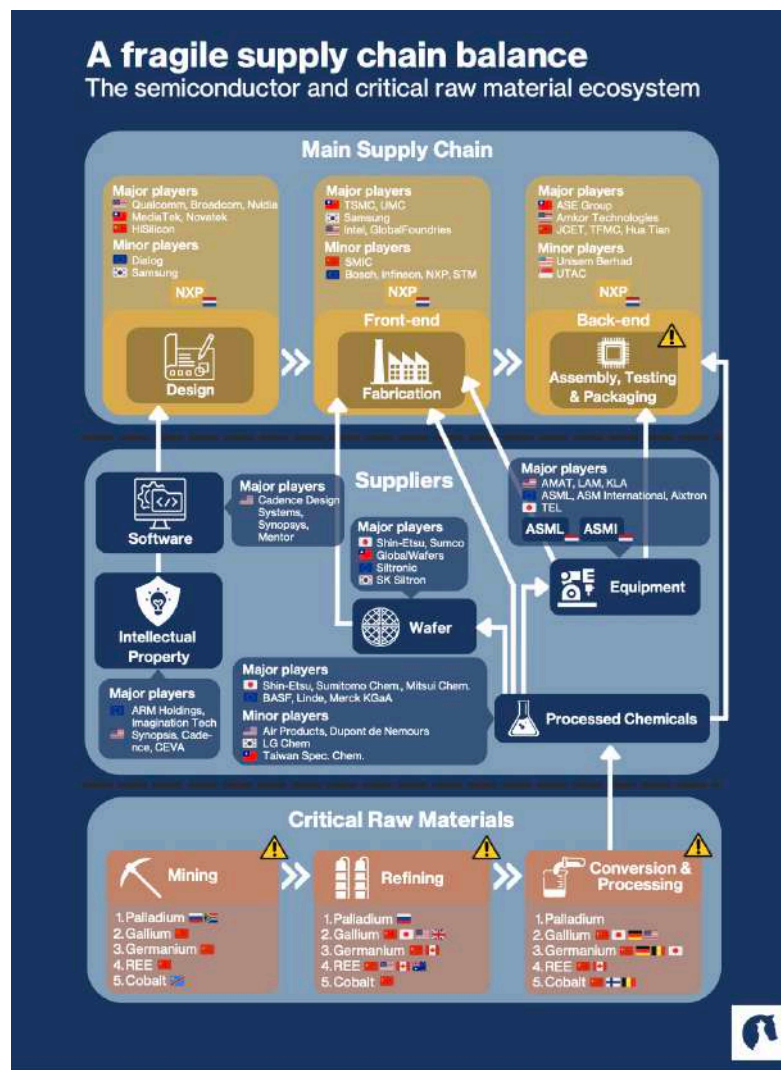 A fragile supply chain balance
The semiconductor and critical raw material ecosystem
Main Supply Chain
Major players
Qualcomm, Broadcom, Nvidia
MediaTek, Novatek
HiSilicon
Minor players
Dialog
Samsung
NXP
Design
Major players
TSMC, UMC
Samsung
Intel, GlobalFoundries
Minor players
SMIC
Bosch, Infineon, NXP, STM
NXP
Front-end
Fabrication
Major players
ASE Group
Amkor Technologies
JCET, TFMC, Hua Tian
Minor players
Unisem Berhad
UTAC
NXP
Back-end
Assembly, Testing
& Packaging
Suppliers
Software
Major players
Cadence Design
Systems,
Synopsys,
Mentor
Intellectual
Property
Major players
ARM Holdings,
Imagination Tech
Synopsis, Cade-
nce, CEVA
Major players
Shin-Etsu, Sumco
GlobalWafers
Siltronic
SK Siltron
Wafer
Major players
AMAT, LAM, KLA
ASML, ASM International, Aixtron
TEL
ASML
ASMI
Equipment
Major players
Shin-Etsu, Sumitomo Chem., Mitsui Chem.
BASF, Linde, Merck KGaA
Minor players
Air Products, Dupont de Nemours
LG Chem
Taiwan Spec. Chem.
Processed Chemicals
Critical Raw Materials
Mining
1. Palladium
2. Gallium
3. Germanium
4. REE
5. Cobalt
Refining
1. Palladium
2. Gallium
3. Germanium
4. REE
5. Cobalt
Conversion &
Processing
1. Palladium
2. Gallium
3. Germanium
4. REE
5. Cobalt